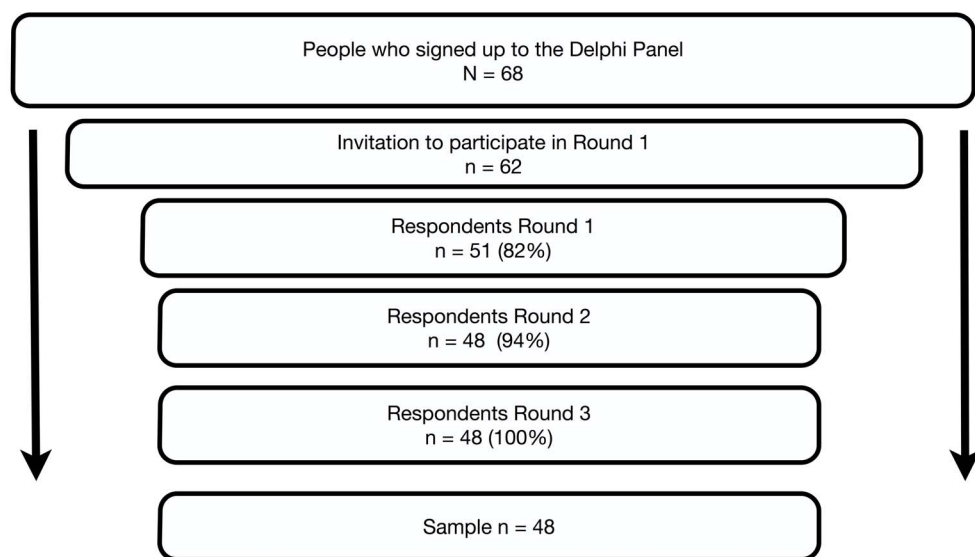 People who signed up to the Delphi Panel
N = 68
Invitation to participate in Round 1
n = 62
Respondents Round 1
n = 51 (82%)
Respondents Round 2
n = 48  (94%)
Respondents Round 3
n = 48 (100%)
Sample n = 48